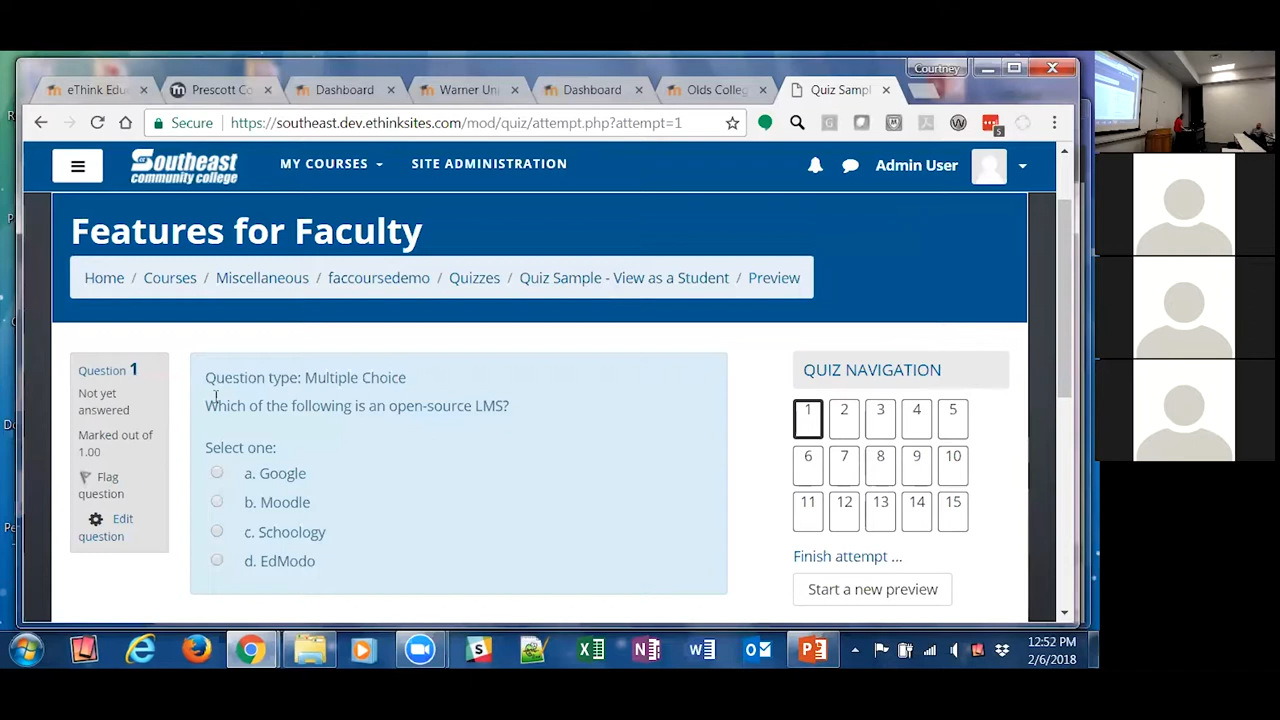 Courtney
eThink Edu
Prescott Co
Dashboard
Warner Uni
Dashboard
Olds Colleg
Quiz Sampl
Secure
https://southeast.dev.ethinksites.com/mod/quiz/attempt.php?attempt=1
5
Southeast
community college
MY COURSES
SITE ADMINISTRATION
Admin User
Features for Faculty
Home / Courses / Miscellaneous / faccoursedemo / Quizzes / Quiz Sample - View as a Student / Preview
Question 1
Not yet
answered
Marked out of
1.00
Flag
question
Edit
question
Question type: Multiple Choice
Which of the following is an open-source LMS?
Select one:
a. Google
b. Moodle
c. Schoology
d. EdModo
QUIZ NAVIGATION
1 2 3 4 5
6 7 8 9 10
11 12 13 14 15
Finish attempt ...
Start a new preview
12:52 PM
2/6/2018